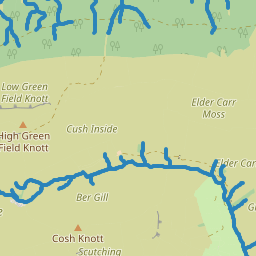 Low Green
Field Knott
Elder Carr
Moss
High Green
Field Knott
Cush Inside
Elder Car
Ber Gill
Cosh Knott
Scutching